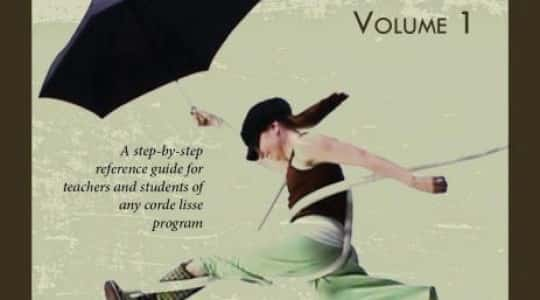 VOLUME 1
A step-by-step
reference guide for
teachers and students of
any corde lisse
program